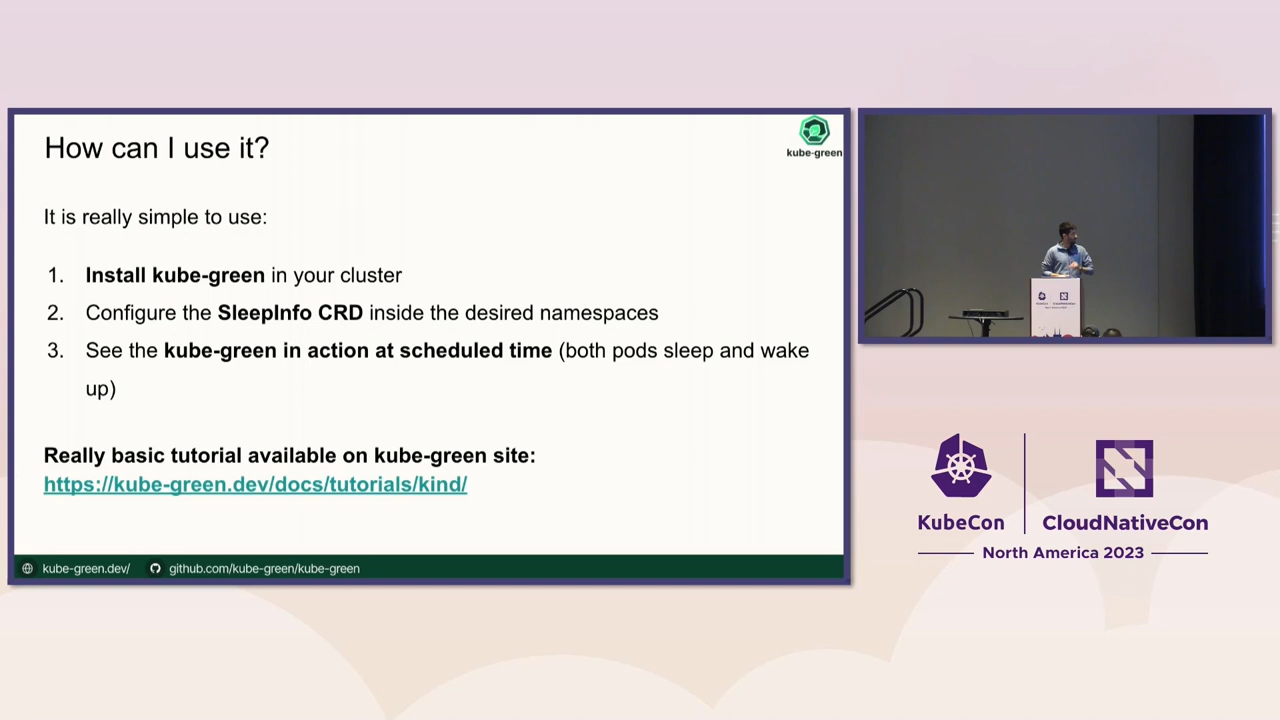 How can I use it?
kube-green
It is really simple to use:
1. Install kube-green in your cluster
2. Configure the SleepInfo CRD inside the desired namespaces
3. See the kube-green in action at scheduled time (both pods sleep and wake
up)
Really basic tutorial available on kube-green site:
https://kube-green.dev/docs/tutorials/kind/
kube-green.dev/ github.com/kube-green/kube-green
KubeCon CloudNativeCon
North America 2023